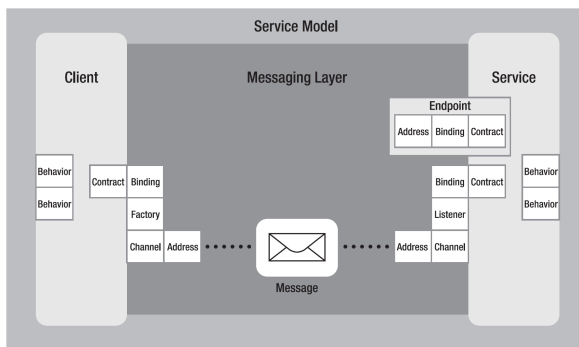 Service Model
Client Messaging Layer Service
Endpoint
Address Binding Contract
Behavior Contract Binding Binding Contract Behavior
Behavior Factory Listener Behavior
Channel Address Address Channel
Message